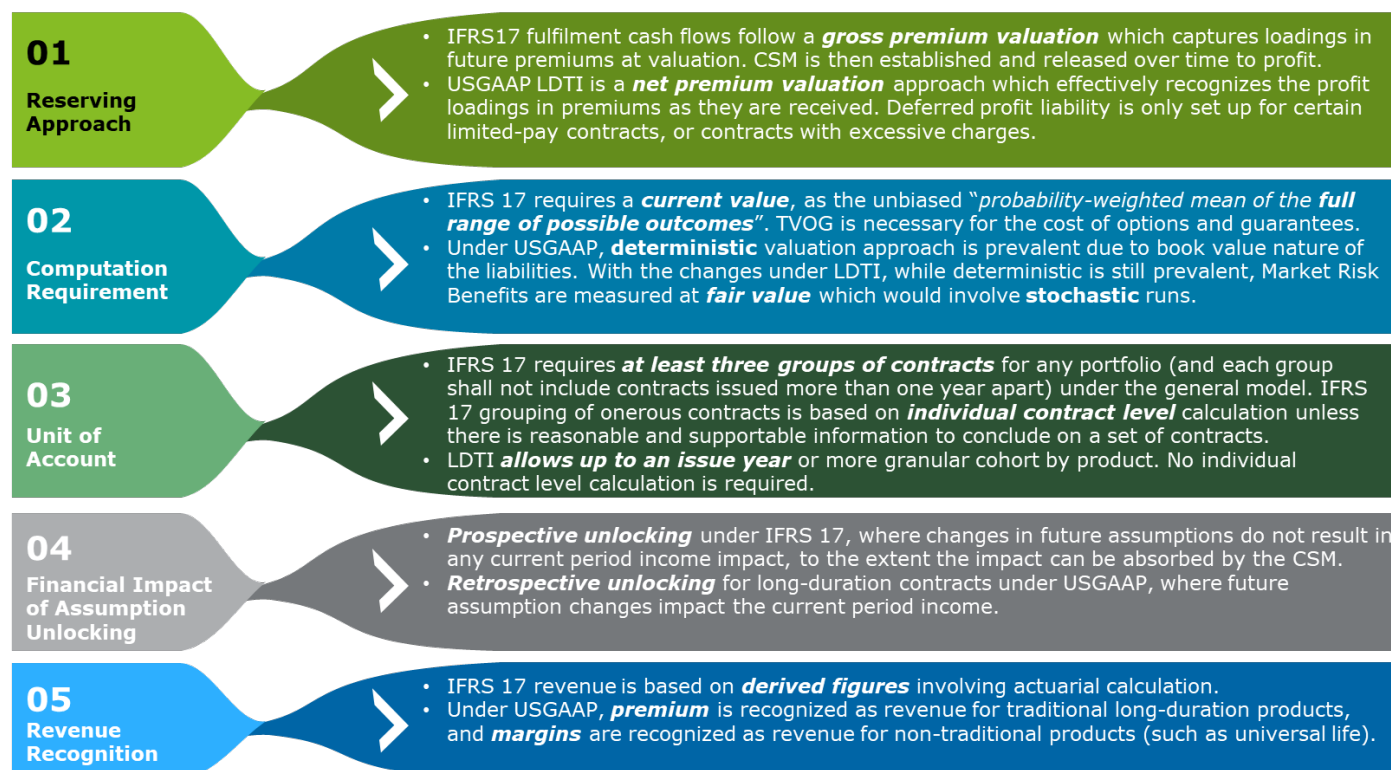 01
Reserving
Approach
• IFRS17 fulfilment cash flows follow a gross premium valuation which captures loadings in
future premiums at valuation. CSM is then established and released over time to profit.
• USGAAP LDTI is a net premium valuation approach which effectively recognizes the profit
loadings in premiums as they are received. Deferred profit liability is only set up for certain
limited-pay contracts, or contracts with excessive charges.
02
Computation
Requirement
• IFRS 17 requires a current value, as the unbiased “probability-weighted mean of the full
range of possible outcomes”. TVOG is necessary for the cost of options and guarantees.
• Under USGAAP, deterministic valuation approach is prevalent due to book value nature of
the liabilities. With the changes under LDTI, while deterministic is still prevalent, Market Risk
Benefits are measured at fair value which would involve stochastic runs.
03
Unit of
Account
• IFRS 17 requires at least three groups of contracts for any portfolio (and each group
shall not include contracts issued more than one year apart) under the general model. IFRS
17 grouping of onerous contracts is based on individual contract level calculation unless
there is reasonable and supportable information to conclude on a set of contracts.
• LDTI allows up to an issue year or more granular cohort by product. No individual
contract level calculation is required.
04
Financial Impact
of Assumption
Unlocking
• Prospective unlocking under IFRS 17, where changes in future assumptions do not result in
any current period income impact, to the extent the impact can be absorbed by the CSM.
• Retrospective unlocking for long-duration contracts under USGAAP, where future
assumption changes impact the current period income.
05
Revenue
Recognition
• IFRS 17 revenue is based on derived figures involving actuarial calculation.
• Under USGAAP, premium is recognized as revenue for traditional long-duration products,
and margins are recognized as revenue for non-traditional products (such as universal life).